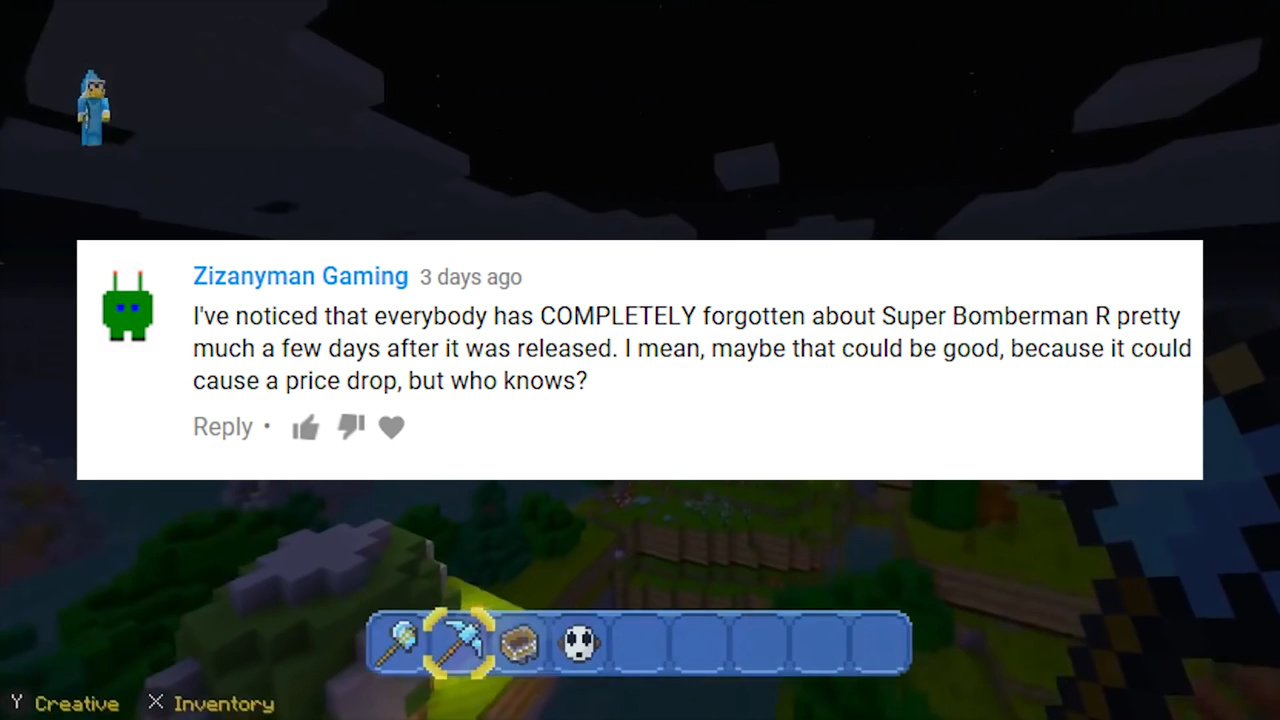 Zizanyman Gaming 3 days ago
I've noticed that everybody has COMPLETELY forgotten about Super Bomberman R pretty
much a few days after it was released. I mean, maybe that could be good, because it could
cause a price drop, but who knows?
Reply •
Y Creative X Inventory